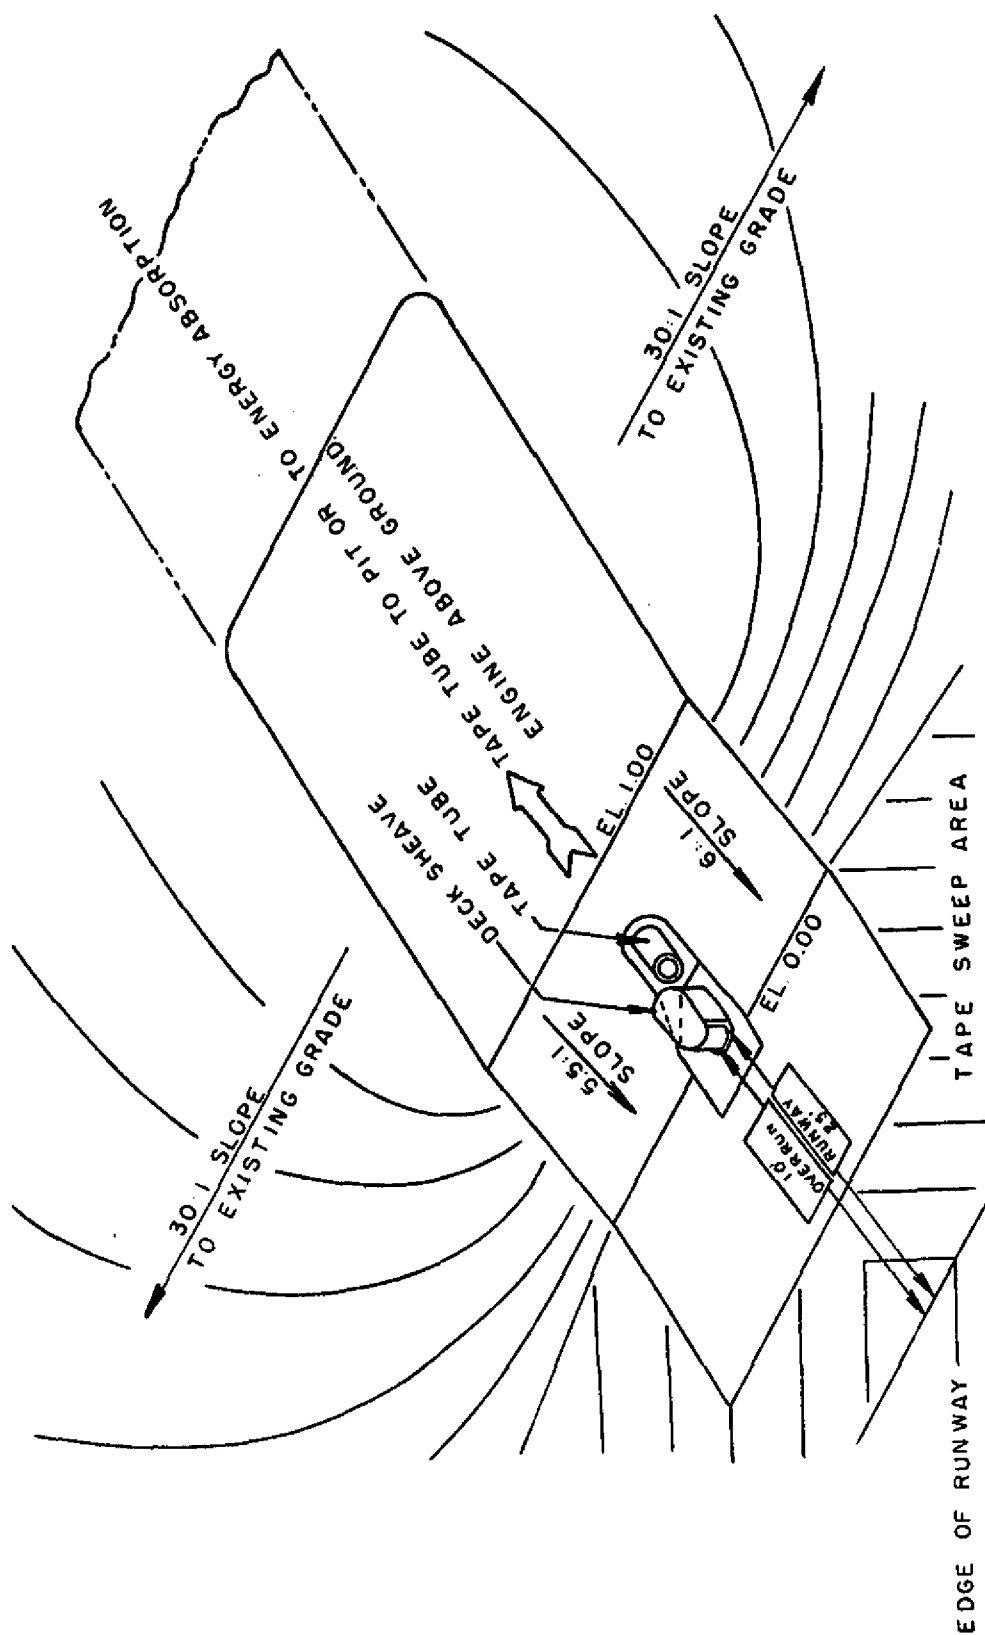 30:1 SLOPE
TO EXISTING GRADE
DECK SHEAVE
TAPE TUBE
TAPE TUBE TO PIT OR TO ENERGY ABSORPTION
ENGINE ABOVE GROUND.
5.5:1
SLOPE
EL. 1.00
6:1
SLOPE
EL. 0.00
30:1 SLOPE
TO EXISTING GRADE
10'
OVERRUN
RUNWAY
25'
EDGE OF RUNWAY
TAPE SWEEP AREA